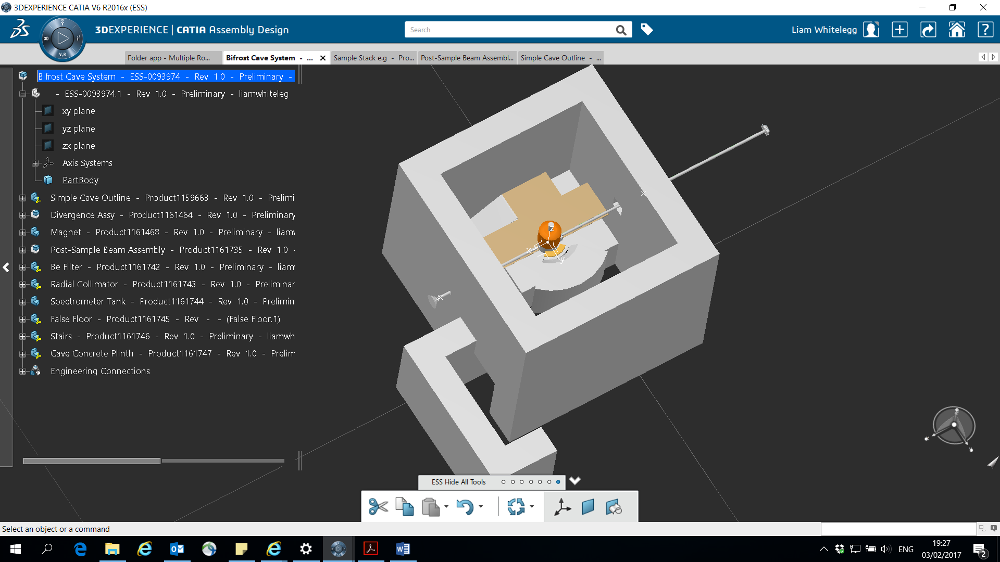 3DEXPERIENCE CATIA V6 R2016x (ESS)
3DEXPERIENCE | CATIA Assembly Design
Search
Liam Whitelegg
3D
V.R
Folder app - Multiple Ro...
Bifrost Cave System - ...
Sample Stack e.g - Pro...
Post-Sample Beam Assembl...
Simple Cave Outline - ...
Bifrost Cave System - ESS-0093974 - Rev 1.0 - Preliminary -
- ESS-0093974.1 - Rev 1.0 - Preliminary - liamwhiteleg
xy plane
yz plane
zx plane
Axis Systems
PartBody
Simple Cave Outline - Product1159663 - Rev 1.0 - Prelimi
Divergence Assy - Product1161464 - Rev 1.0 - Preliminary
Magnet - Product1161468 - Rev 1.0 - Preliminary - liamw
Post-Sample Beam Assembly - Product1161735 - Rev 1.0 -
Be Filter - Product1161742 - Rev 1.0 - Preliminary - liam
Radial Collimator - Product1161743 - Rev 1.0 - Preliminar
Spectrometer Tank - Product1161744 - Rev 1.0 - Prelimin
False Floor - Product1161745 - Rev - - (False Floor.1)
Stairs - Product1161746 - Rev 1.0 - Preliminary - liamwh
Cave Concrete Plinth - Product1161747 - Rev 1.0 - Prelim
Engineering Connections
z
x
y
ESS Hide All Tools
Select an object or a command
ENG
19:27
03/02/2017
2